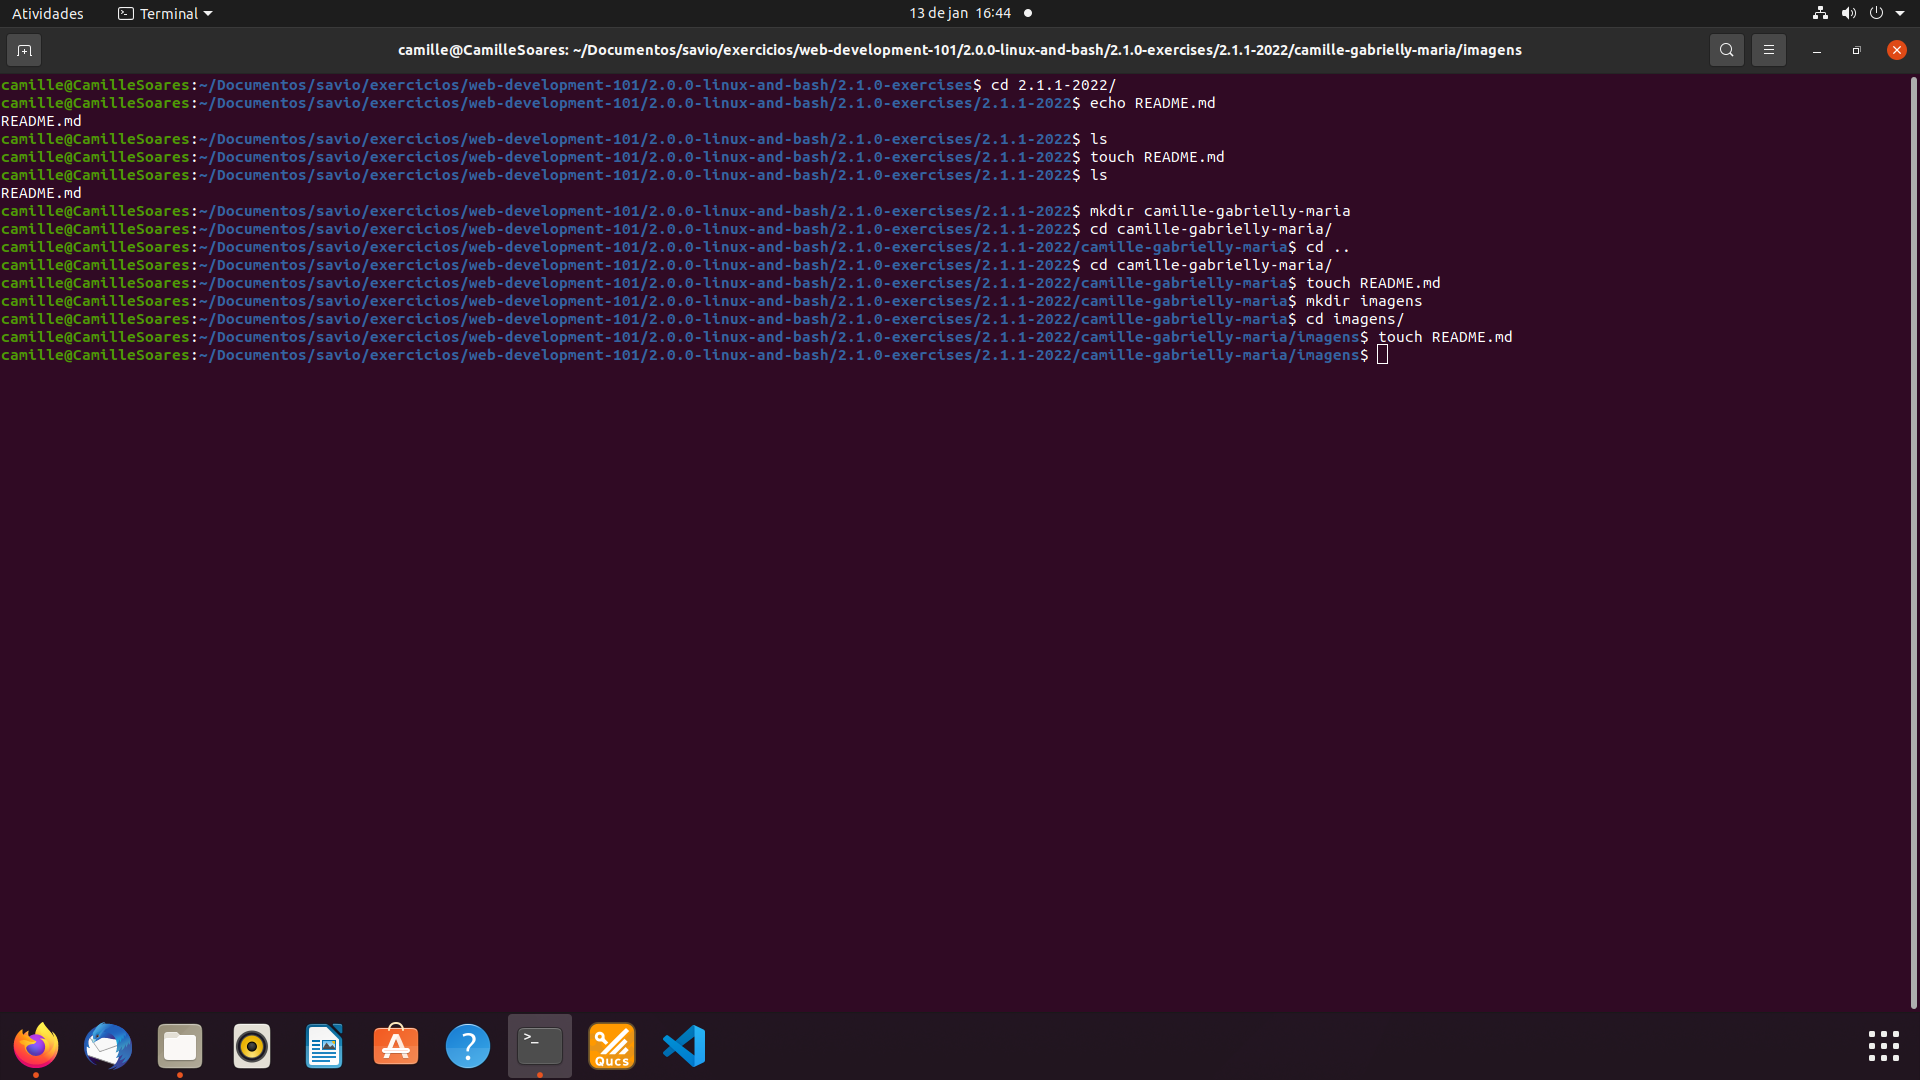 Atividades
Terminal
13 de jan 16:44
camille@CamilleSoares: ~/Documentos/savio/exercicios/web-development-101/2.0.0-linux-and-bash/2.1.0-exercises/2.1.1-2022/camille-gabrielly-maria/imagens
camille@CamilleSoares:~/Documentos/savio/exercicios/web-development-101/2.0.0-linux-and-bash/2.1.0-exercises$ cd 2.1.1-2022/
camille@CamilleSoares:~/Documentos/savio/exercicios/web-development-101/2.0.0-linux-and-bash/2.1.0-exercises/2.1.1-2022$ echo README.md
README.md
camille@CamilleSoares:~/Documentos/savio/exercicios/web-development-101/2.0.0-linux-and-bash/2.1.0-exercises/2.1.1-2022$ ls
camille@CamilleSoares:~/Documentos/savio/exercicios/web-development-101/2.0.0-linux-and-bash/2.1.0-exercises/2.1.1-2022$ touch README.md
camille@CamilleSoares:~/Documentos/savio/exercicios/web-development-101/2.0.0-linux-and-bash/2.1.0-exercises/2.1.1-2022$ ls
README.md
camille@CamilleSoares:~/Documentos/savio/exercicios/web-development-101/2.0.0-linux-and-bash/2.1.0-exercises/2.1.1-2022$ mkdir camille-gabrielly-maria
camille@CamilleSoares:~/Documentos/savio/exercicios/web-development-101/2.0.0-linux-and-bash/2.1.0-exercises/2.1.1-2022$ cd camille-gabrielly-maria/
camille@CamilleSoares:~/Documentos/savio/exercicios/web-development-101/2.0.0-linux-and-bash/2.1.0-exercises/2.1.1-2022/camille-gabrielly-maria$ cd ..
camille@CamilleSoares:~/Documentos/savio/exercicios/web-development-101/2.0.0-linux-and-bash/2.1.0-exercises/2.1.1-2022$ cd camille-gabrielly-maria/
camille@CamilleSoares:~/Documentos/savio/exercicios/web-development-101/2.0.0-linux-and-bash/2.1.0-exercises/2.1.1-2022/camille-gabrielly-maria$ touch README.md
camille@CamilleSoares:~/Documentos/savio/exercicios/web-development-101/2.0.0-linux-and-bash/2.1.0-exercises/2.1.1-2022/camille-gabrielly-maria$ mkdir imagens
camille@CamilleSoares:~/Documentos/savio/exercicios/web-development-101/2.0.0-linux-and-bash/2.1.0-exercises/2.1.1-2022/camille-gabrielly-maria$ cd imagens/
camille@CamilleSoares:~/Documentos/savio/exercicios/web-development-101/2.0.0-linux-and-bash/2.1.0-exercises/2.1.1-2022/camille-gabrielly-maria/imagens$ touch README.md
camille@CamilleSoares:~/Documentos/savio/exercicios/web-development-101/2.0.0-linux-and-bash/2.1.0-exercises/2.1.1-2022/camille-gabrielly-maria/imagens$
Qucs